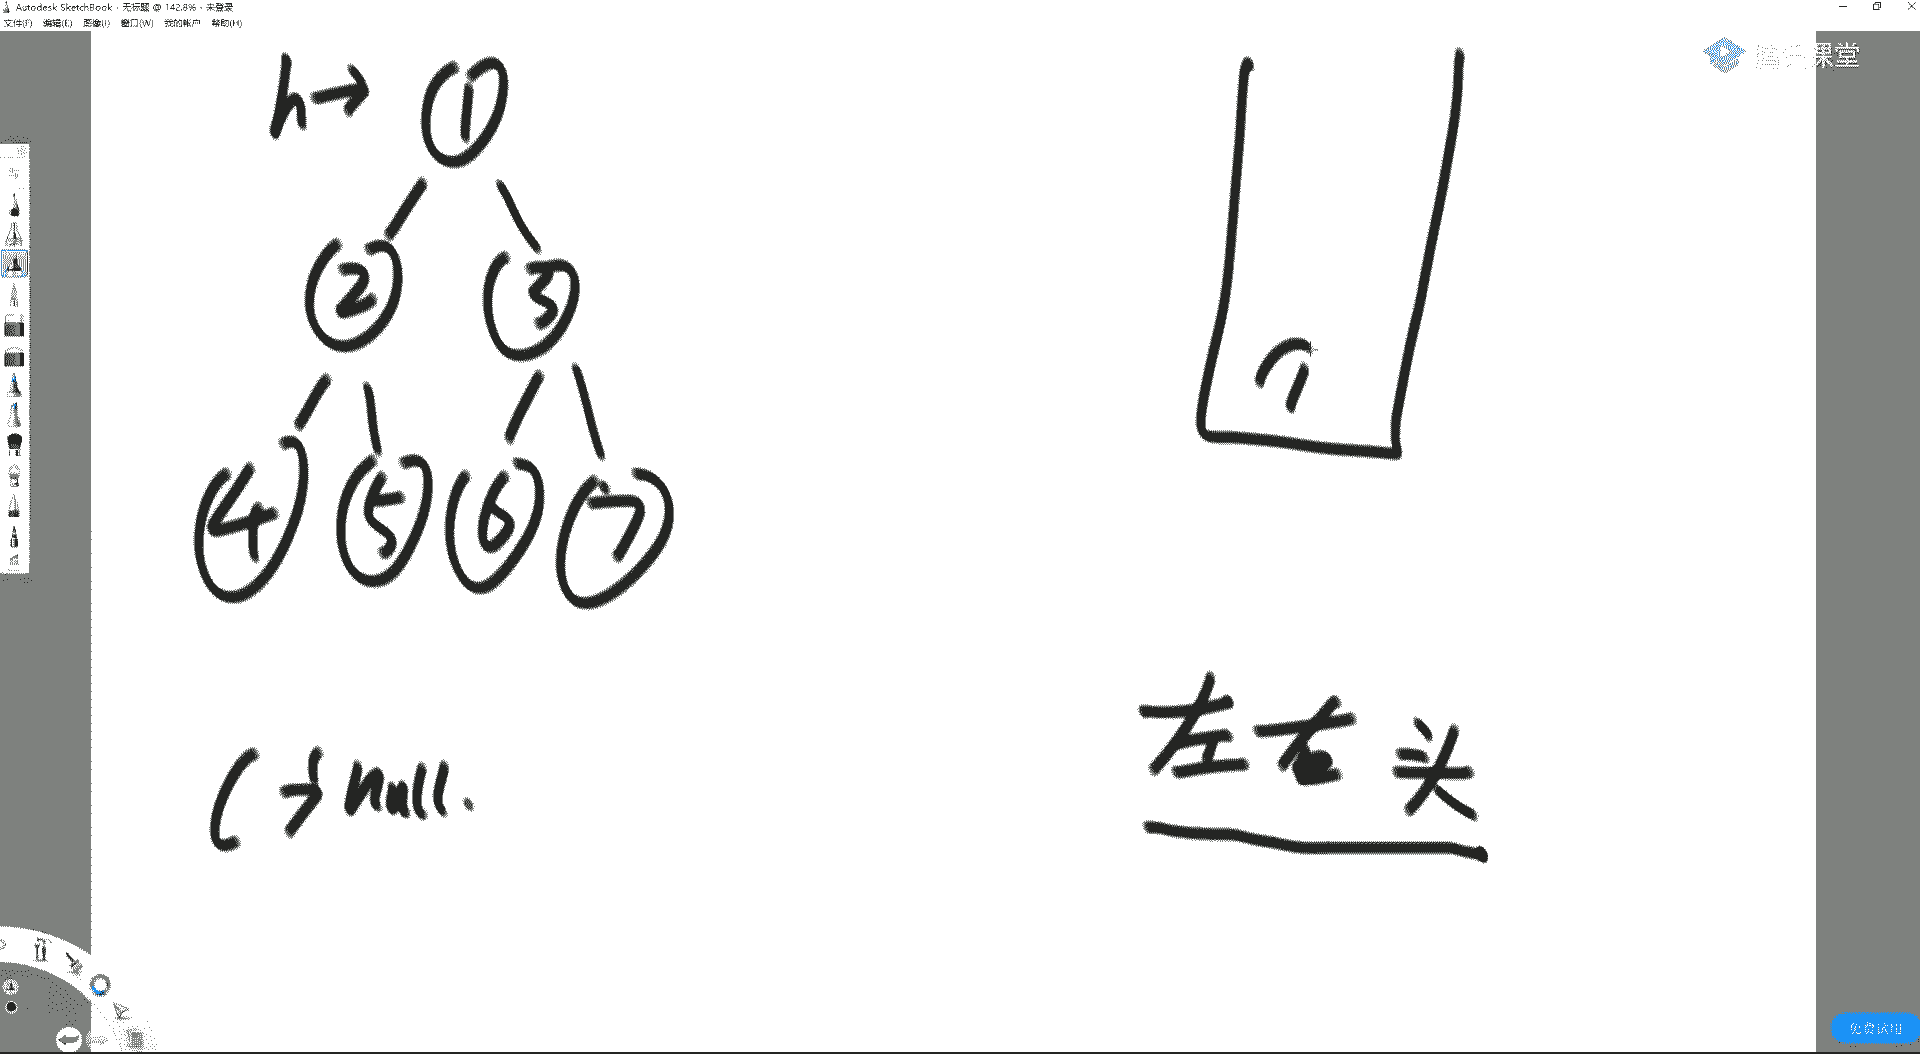 Autodesk SketchBook - 无标题 @ 142.8% - 未登录
文件(F) 编辑(E) 图像(I) 窗口(W) 我的帐户 帮助(H)
腾讯课堂
h→ 1
2 3
4 5 6 7
1
c → null.
左右头
免费试用